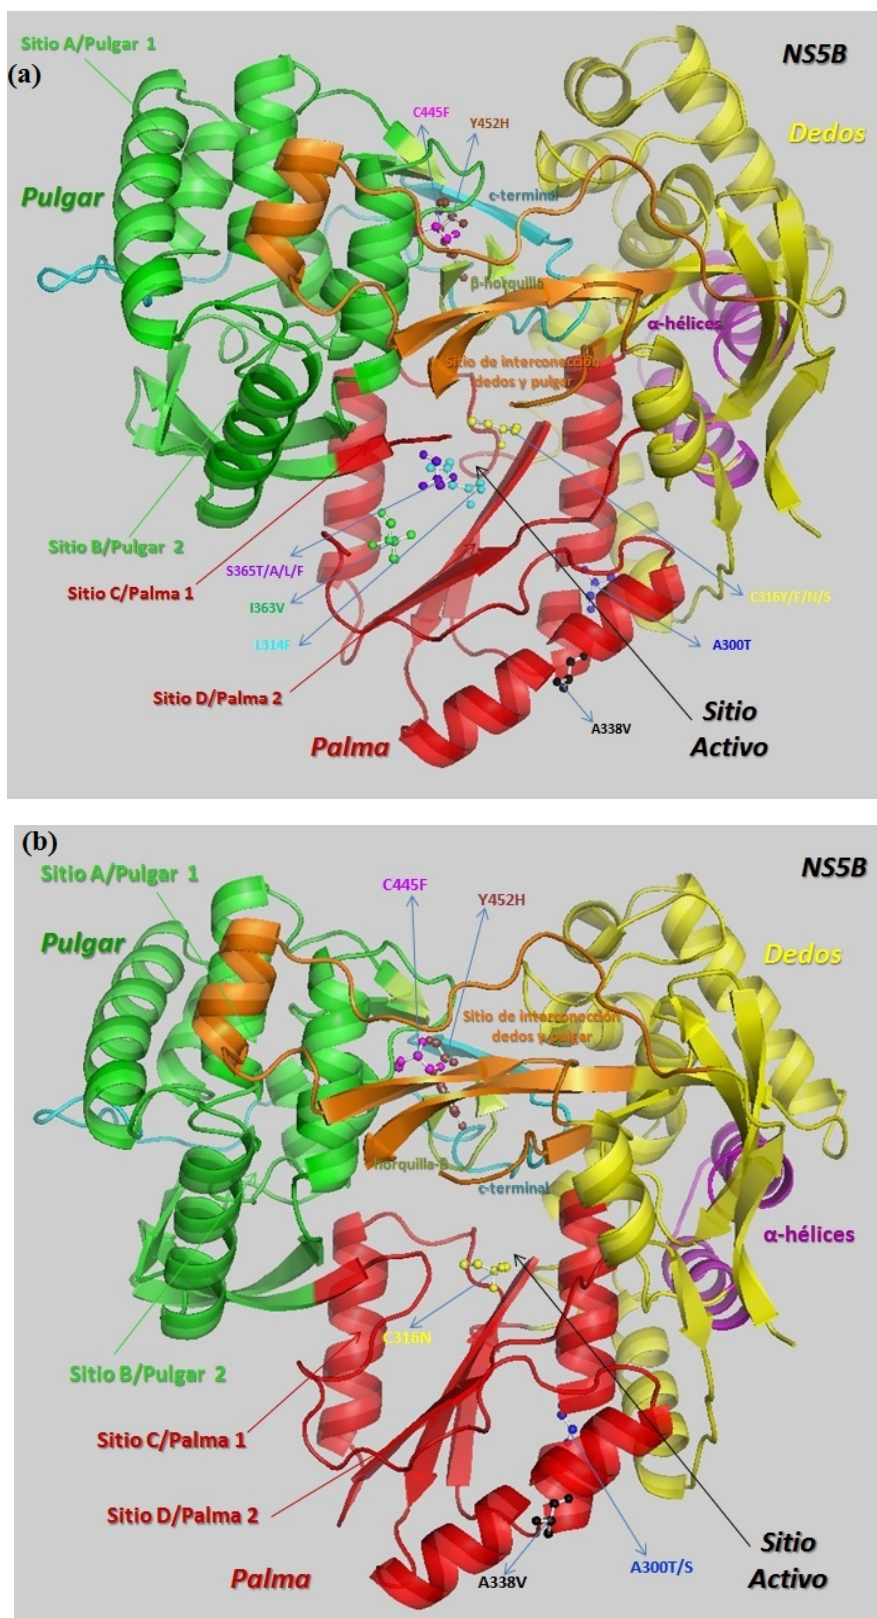 Sitio A/Pulgar 1
(a)
NS5B
C445F
Y452H
Dedos
Pulgar
c-terminal
β-horquilla
α-hélices
Sitio de interconección
dedos y pulgar
Sitio B/Pulgar 2
S365T/A/L/F
Sitio C/Palma 1
I363V
C316Y/F/N/S
L314F
A300T
Sitio D/Palma 2
Sitio
Activo
Palma
A338V
(b)
NS5B
Sitio A/Pulgar 1
C445F
Y452H
Pulgar
Dedos
Sitio de interconección
dedos y pulgar
horquilla-β
c-terminal
α-hélices
C316N
Sitio B/Pulgar 2
Sitio C/Palma 1
Sitio D/Palma 2
Sitio
Activo
Palma
A338V
A300T/S